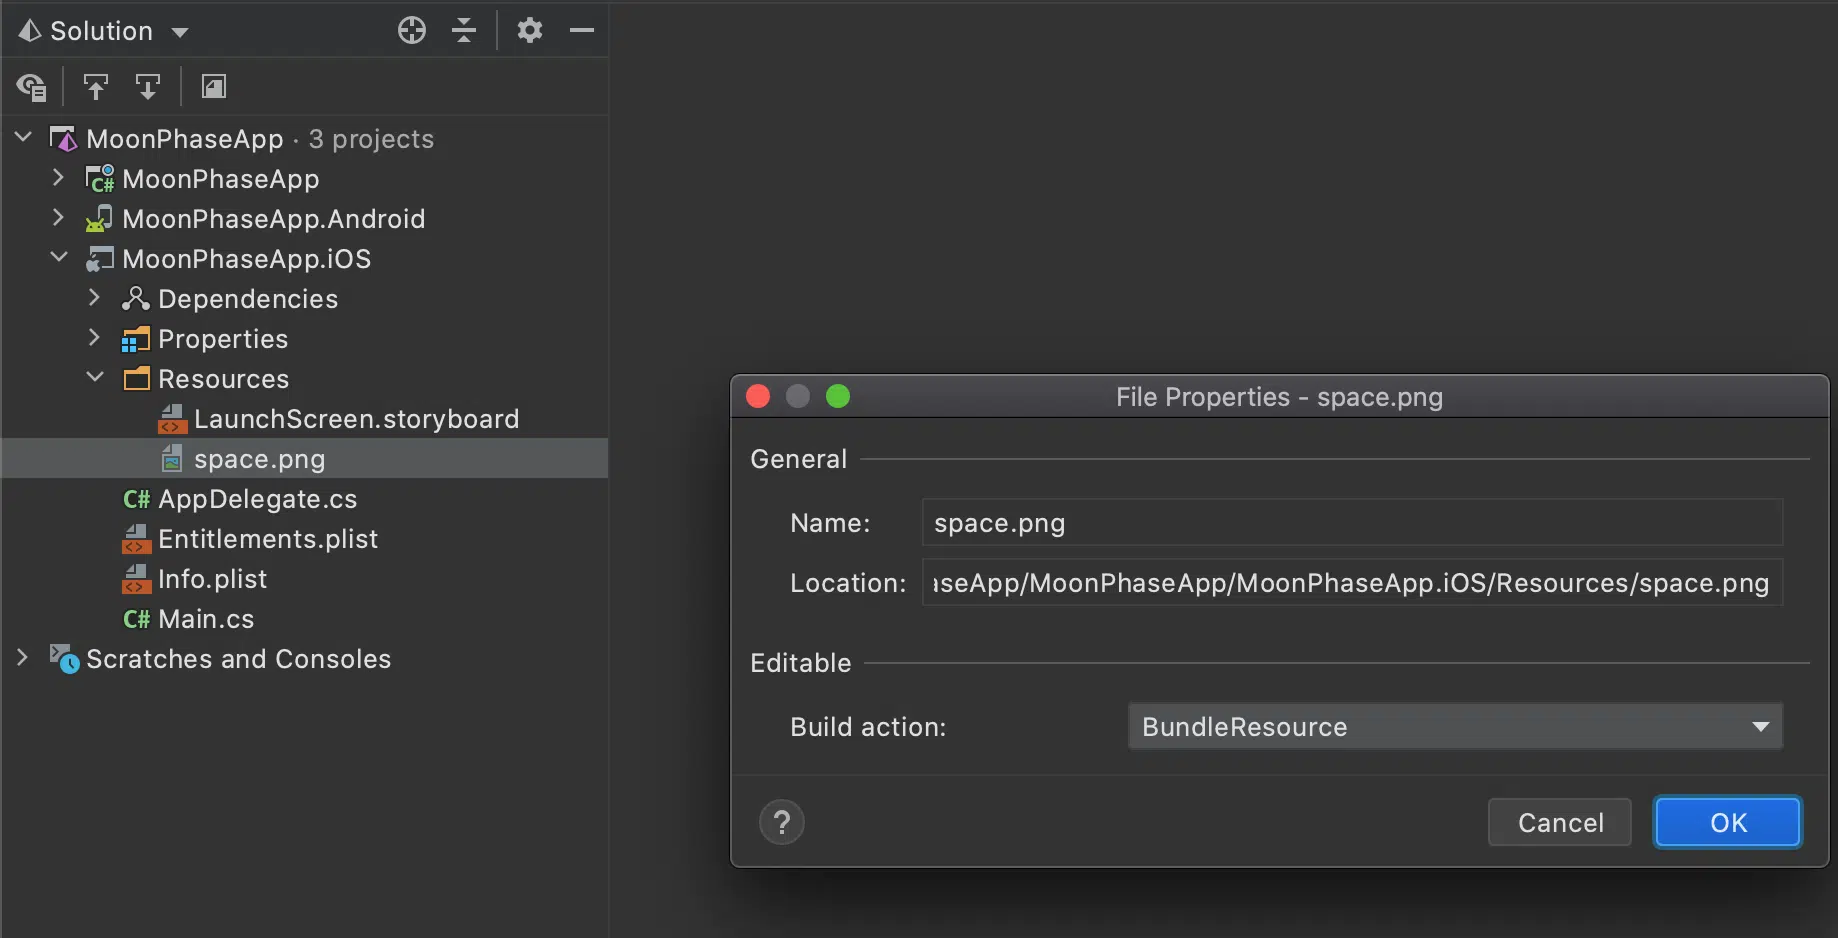 Solution
MoonPhaseApp · 3 projects
C# MoonPhaseApp
MoonPhaseApp.Android
MoonPhaseApp.iOS
Dependencies
Properties
Resources
<> LaunchScreen.storyboard
space.png
C# AppDelegate.cs
<> Entitlements.plist
<> Info.plist
C# Main.cs
Scratches and Consoles
File Properties - space.png
General
Name: space.png
Location: aseApp/MoonPhaseApp/MoonPhaseApp.iOS/Resources/space.png
Editable
Build action: BundleResource
? Cancel OK